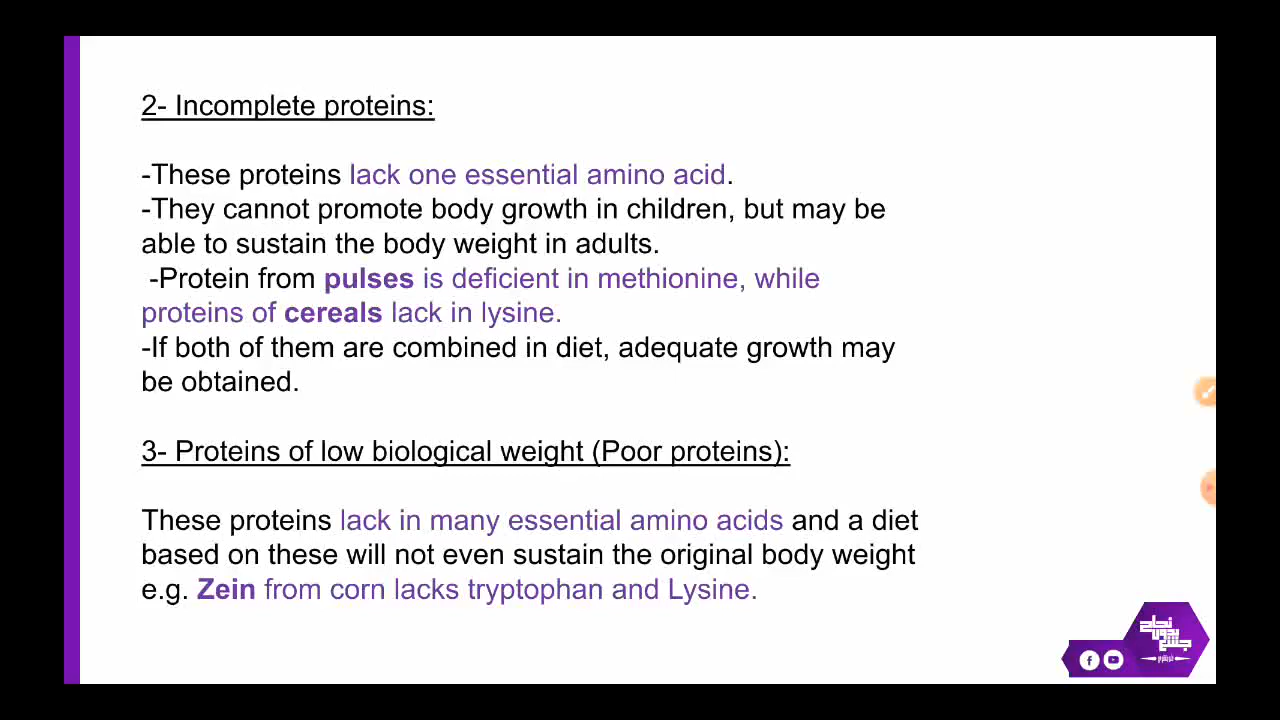 2- Incomplete proteins:
-These proteins lack one essential amino acid.
-They cannot promote body growth in children, but may be
able to sustain the body weight in adults.
-Protein from pulses is deficient in methionine, while
proteins of cereals lack in lysine.
-If both of them are combined in diet, adequate growth may
be obtained.
3- Proteins of low biological weight (Poor proteins):
These proteins lack in many essential amino acids and a diet
based on these will not even sustain the original body weight
e.g. Zein from corn lacks tryptophan and Lysine.
نجاح
بدون